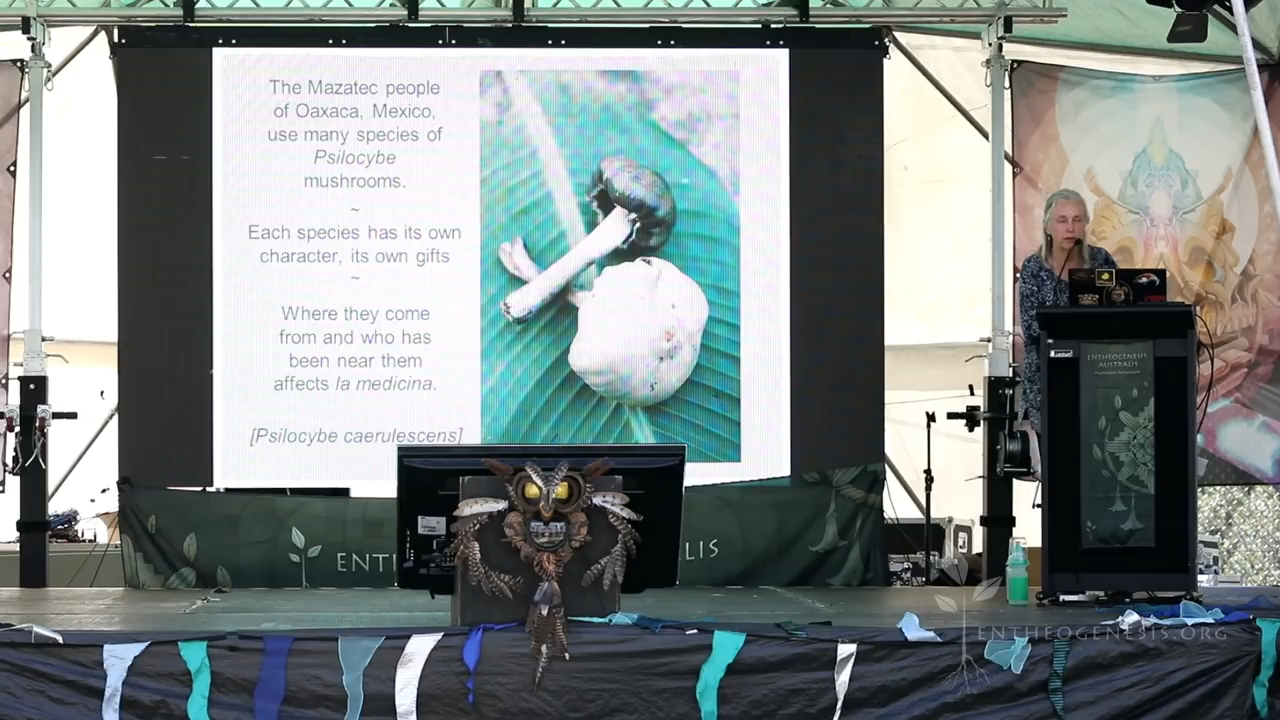 The Mazatec people
of Oaxaca, Mexico,
use many species of
Psilocybe
mushrooms.
~
Each species has its own
character, its own gifts
~
Where they come
from and who has
been near them
affects la medicina.
[Psilocybe caerulescens]
ENTHEOGENESIS
AUSTRALIS
ENTH
LIS
ENTHEOGENESIS.ORG